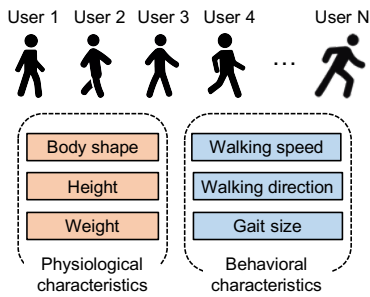 User 1 User 2 User 3 User 4 User N
...
Body shape
Height
Weight
Physiological
characteristics
Walking speed
Walking direction
Gait size
Behavioral
characteristics